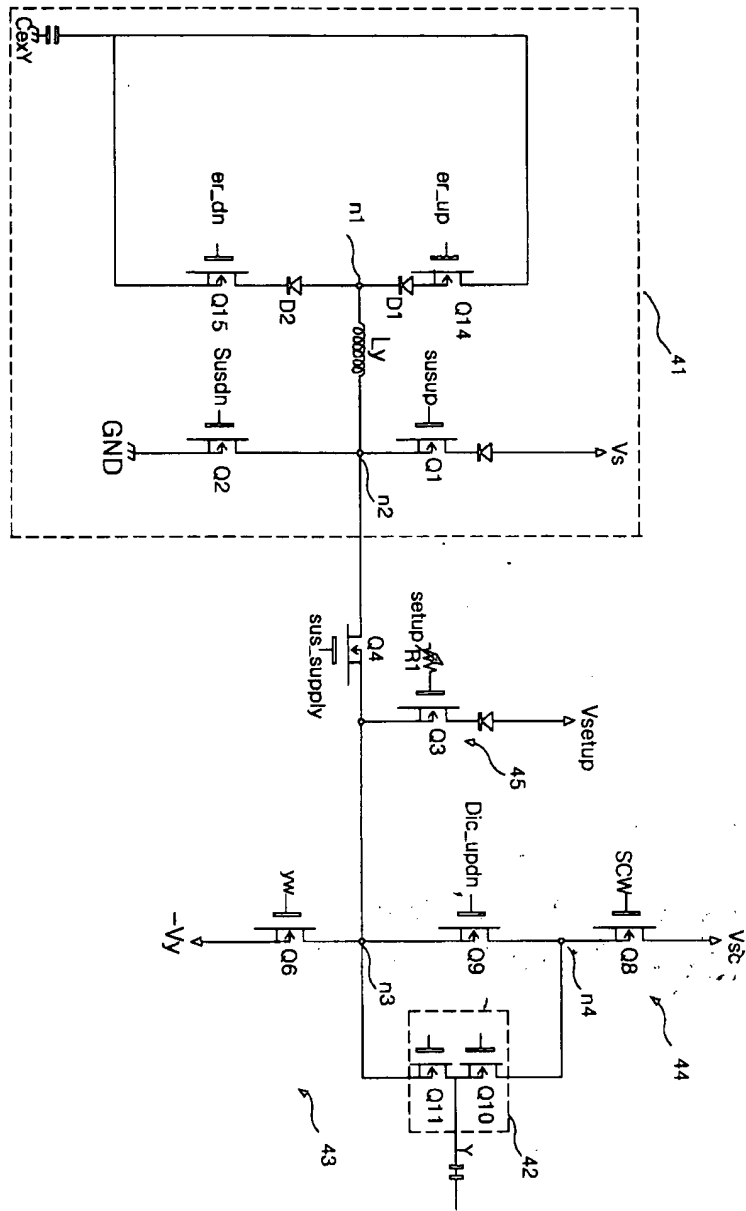 CexY
er_dn
Q15
D2
n1
D1
er_up
Q14
Ly
Susdn
Q2
GND
n2
susup
Q1
Vs
41
sus_supply
Q4
setup
R1
Q3
Vsetup
45
yw
Q6
-Vy
n3
Dic_updn
Q9
n4
SCW
Q8
Vsc
44
Q11
Q10
42
Y
43